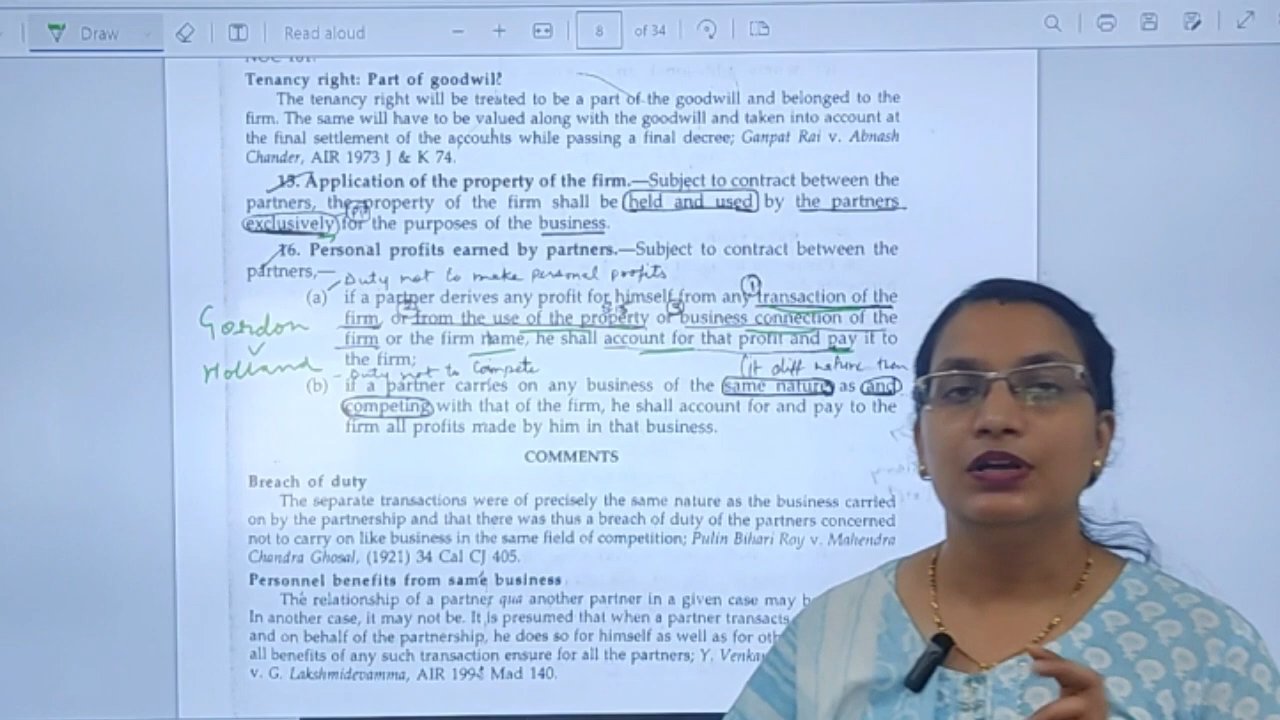 Draw
Read aloud
8 of 34
Tenancy right: Part of goodwill
The tenancy right will be treated to be a part of the goodwill and belonged to the
firm. The same will have to be valued along with the goodwill and taken into account at
the final settlement of the accounts while passing a final decree; Ganpat Rai v. Abnash
Chander, AIR 1973 J & K 74.
15. Application of the property of the firm.—Subject to contract between the
partners, the property of the firm shall be held and used by the partners
exclusively for the purposes of the business.
16. Personal profits earned by partners.—Subject to contract between the
partners,—
Duty not to make personal profits
(a) if a partner derives any profit for himself from any transaction of the
firm, or from the use of the property or business connection of the
firm or the firm name, he shall account for that profit and pay it to
the firm;
Gordon
v
Holland
- Duty not to compete
(if diff nature then
(b) if a partner carries on any business of the same nature as and
competing with that of the firm, he shall account for and pay to the
firm all profits made by him in that business.
COMMENTS
Breach of duty
The separate transactions were of precisely the same nature as the business carried
on by the partnership and that there was thus a breach of duty of the partners concerned
not to carry on like business in the same field of competition; Pulin Bihari Roy v. Mahendra
Chandra Ghosal, (1921) 34 Cal CJ 405.
Personnel benefits from same business
The relationship of a partner qua another partner in a given case may
In another case, it may not be. It is presumed that when a partner transacts
and on behalf of the partnership, he does so for himself as well as for
all benefits of any such transaction ensure for all the partners; Y.
v. G. Lakshmidevamma, AIR 1994 Mad 140.